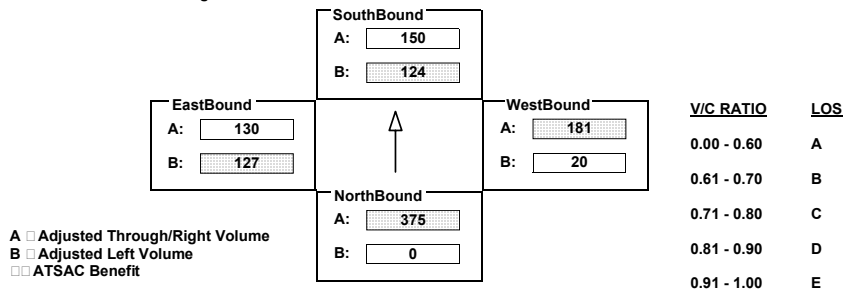 SouthBound
A: 150
B: 124
EastBound
A: 130
B: 127
WestBound
A: 181
B: 20
NorthBound
A: 375
B: 0
A □ Adjusted Through/Right Volume
B □ Adjusted Left Volume
□□ ATSAC Benefit
V/C RATIO LOS
0.00 - 0.60 A
0.61 - 0.70 B
0.71 - 0.80 C
0.81 - 0.90 D
0.91 - 1.00 E